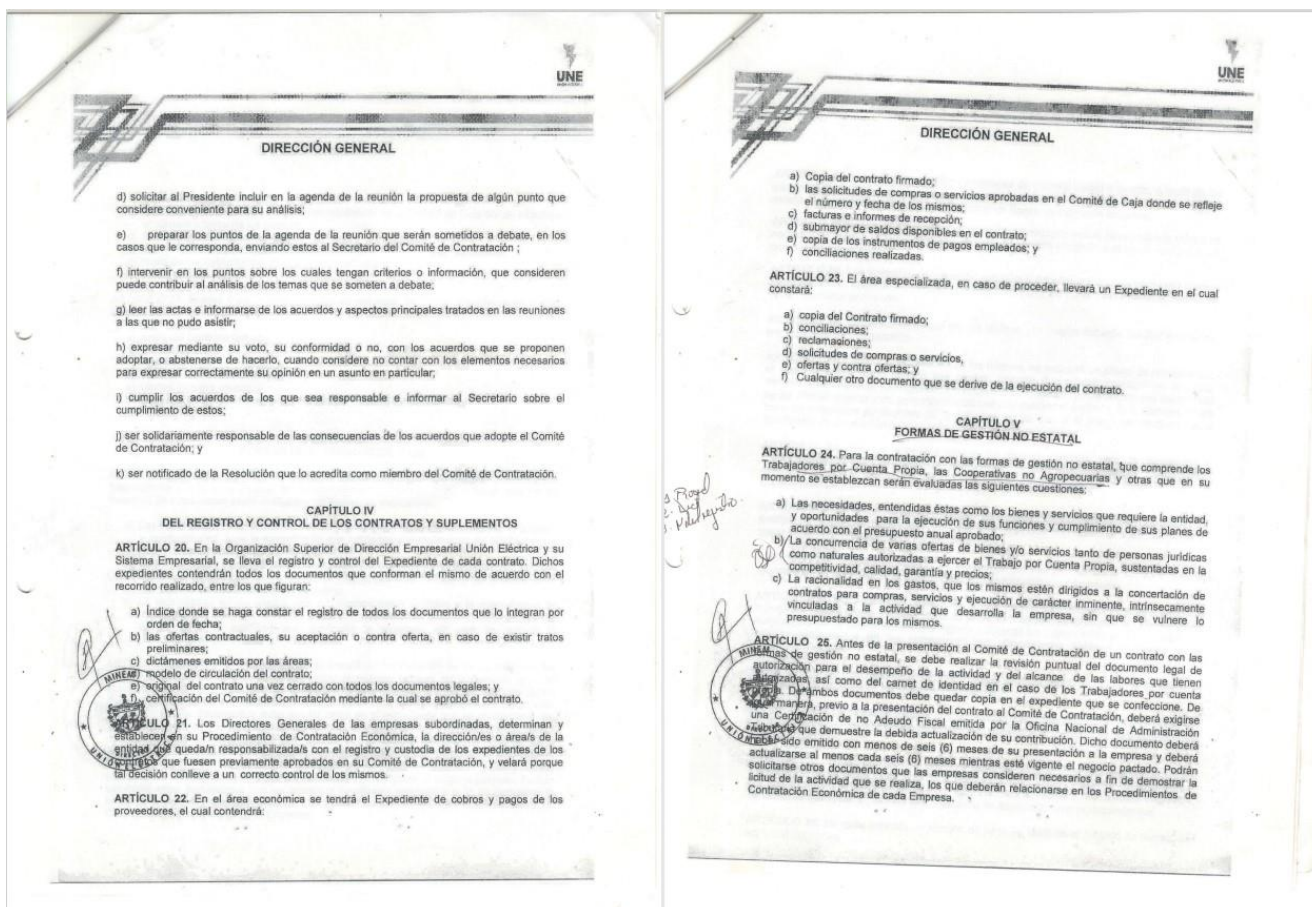 UNE
DIRECCIÓN GENERAL
d) solicitar al Presidente incluir en la agenda de la reunión la propuesta de algún punto que
considere conveniente para su análisis;
e) preparar los puntos de la agenda de la reunión que serán sometidos a debate, en los
casos que le corresponda, enviando estos al Secretario del Comité de Contratación ;
f) intervenir en los puntos sobre los cuales tengan criterios o información, que consideren
puede contribuir al análisis de los temas que se someten a debate;
g) leer las actas e informarse de los acuerdos y aspectos principales tratados en las reuniones
a las que no pudo asistir;
h) expresar mediante su voto, su conformidad o no, con los acuerdos que se proponen
adoptar, o abstenerse de hacerlo, cuando considere no contar con los elementos necesarios
para expresar correctamente su opinión en un asunto en particular;
i) cumplir los acuerdos de los que sea responsable e informar al Secretario sobre el
cumplimiento de estos;
j) ser solidariamente responsable de las consecuencias de los acuerdos que adopte el Comité
de Contratación; y
k) ser notificado de la Resolución que lo acredita como miembro del Comité de Contratación.
CAPÍTULO IV
DEL REGISTRO Y CONTROL DE LOS CONTRATOS Y SUPLEMENTOS
ARTÍCULO 20. En la Organización Superior de Dirección Empresarial Unión Eléctrica y su
Sistema Empresarial, se lleva el registro y control del Expediente de cada contrato. Dichos
expedientes contendrán todos los documentos que conforman el mismo de acuerdo con el
recorrido realizado, entre los que figuran:
a) Índice donde se haga constar el registro de todos los documentos que lo integran por
orden de fecha;
b) las ofertas contractuales, su aceptación o contra oferta, en caso de existir tratos
preliminares;
c) dictámenes emitidos por las áreas;
d) modelo de circulación del contrato;
e) original del contrato una vez cerrado con todos los documentos legales; y
f) certificación del Comité de Contratación mediante la cual se aprobó el contrato.
ARTÍCULO 21. Los Directores Generales de las empresas subordinadas, determinan y
establecen en su Procedimiento de Contratación Económica, la dirección/es o área/s de la
entidad que queda/n responsabilizada/s con el registro y custodia de los expedientes de los
contratos que fuesen previamente aprobados en su Comité de Contratación, y velará porque
tal decisión conlleve a un correcto control de los mismos.
ARTÍCULO 22. En el área económica se tendrá el Expediente de cobros y pagos de los
proveedores, el cual contendrá:
MINEM
UNIÓN ELÉCTRICA
UNE
DIRECCIÓN GENERAL
a) Copia del contrato firmado;
b) las solicitudes de compras o servicios aprobadas en el Comité de Caja donde se refleje
el número y fecha de los mismos;
c) facturas e informes de recepción;
d) submayor de saldos disponibles en el contrato;
e) copia de los instrumentos de pagos empleados; y
f) conciliaciones realizadas.
ARTÍCULO 23. El área especializada, en caso de proceder, llevará un Expediente en el cual
constará:
a) copia del Contrato firmado;
b) conciliaciones;
c) reclamaciones;
d) solicitudes de compras o servicios,
e) ofertas y contra ofertas; y
f) Cualquier otro documento que se derive de la ejecución del contrato.
CAPÍTULO V
FORMAS DE GESTIÓN NO ESTATAL
ARTÍCULO 24. Para la contratación con las formas de gestión no estatal, que comprende los
Trabajadores por Cuenta Propia, las Cooperativas no Agropecuarias y otras que en su
momento se establezcan serán evaluadas las siguientes cuestiones:
a) Las necesidades, entendidas éstas como los bienes y servicios que requiere la entidad,
y oportunidades para la ejecución de sus funciones y cumplimiento de sus planes de
acuerdo con el presupuesto anual aprobado;
b) La concurrencia de varias ofertas de bienes y/o servicios tanto de personas jurídicas
como naturales autorizadas a ejercer el Trabajo por Cuenta Propia, sustentadas en la
competitividad, calidad, garantía y precios;
c) La racionalidad en los gastos, que los mismos estén dirigidos a la concertación de
contratos para compras, servicios y ejecución de carácter inminente, intrínsecamente
vinculadas a la actividad que desarrolla la empresa, sin que se vulnere lo
presupuestado para los mismos.
ARTÍCULO 25. Antes de la presentación al Comité de Contratación de un contrato con las
formas de gestión no estatal, se debe realizar la revisión puntual del documento legal de
autorización para el desempeño de la actividad y del alcance de las labores que tienen
autorizadas, así como del carnet de identidad en el caso de los Trabajadores por cuenta
propia. De ambos documentos debe quedar copia en el expediente que se confeccione. De
igual manera, previo a la presentación del contrato al Comité de Contratación, deberá exigirse
una Certificación de no Adeudo Fiscal emitida por la Oficina Nacional de Administración
Tributaria que demuestre la debida actualización de su contribución. Dicho documento deberá
haber sido emitido con menos de seis (6) meses de su presentación a la empresa y deberá
actualizarse al menos cada seis (6) meses mientras esté vigente el negocio pactado. Podrán
solicitarse otros documentos que las empresas consideren necesarios a fin de demostrar la
licitud de la actividad que se realiza, los que deberán relacionarse en los Procedimientos de
Contratación Económica de cada Empresa.
MINEM